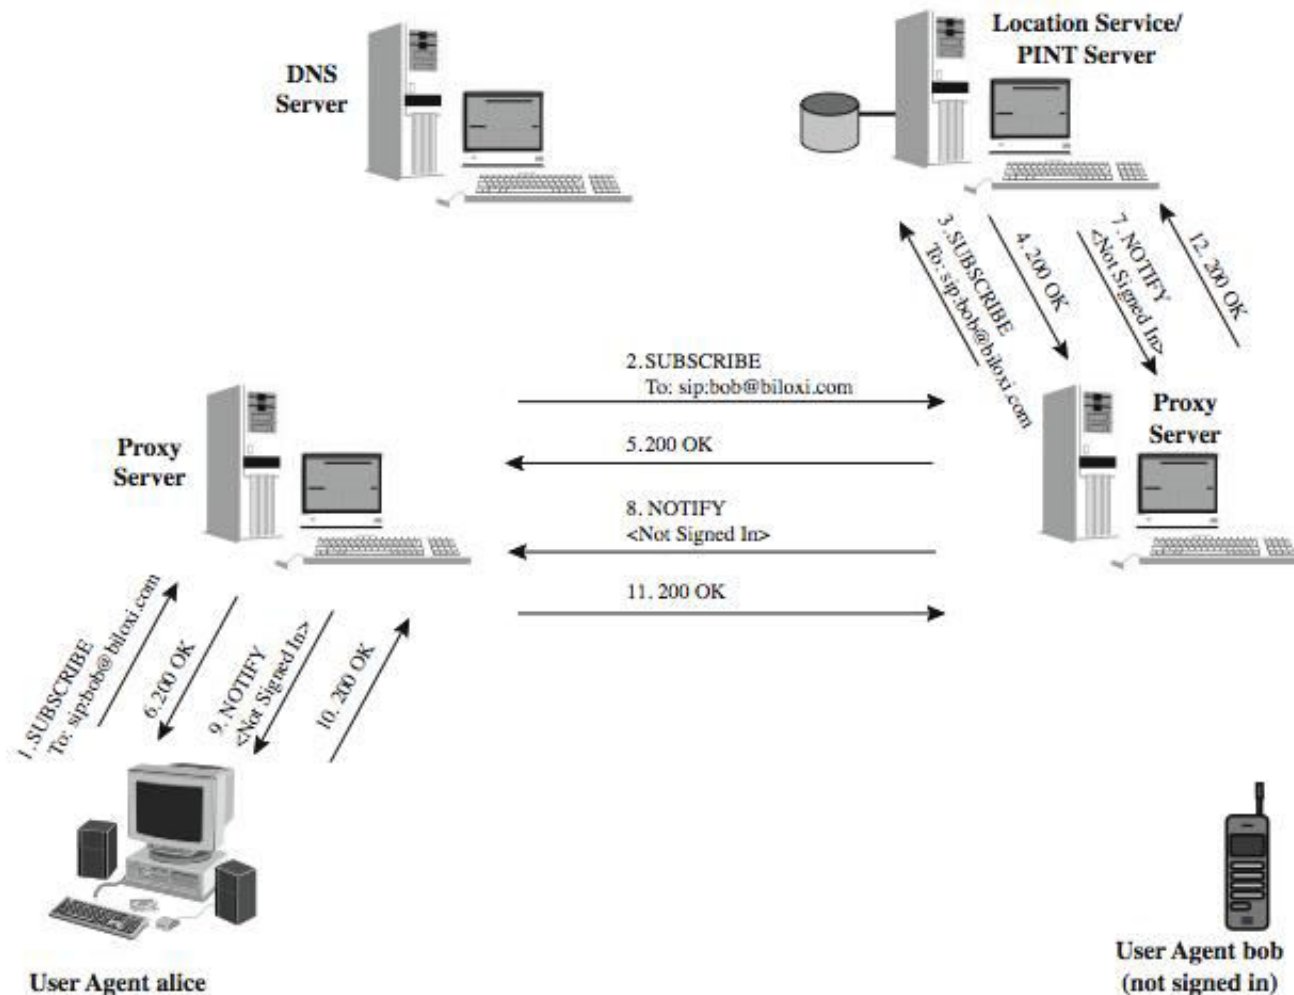 DNS
Server
Location Service/
PINT Server
3. SUBSCRIBE
To: sip:bob@biloxi.com
4. 200 OK
7. NOTIFY
<Not Signed In>
12. 200 OK
2. SUBSCRIBE
To: sip:bob@biloxi.com
Proxy
Server
5.200 OK
Proxy
Server
8. NOTIFY
<Not Signed In>
11. 200 OK
1. SUBSCRIBE
To: sip:bob@biloxi.com
6.200 OK
9. NOTIFY
<Not Signed In>
10. 200 OK
User Agent alice
User Agent bob
(not signed in)